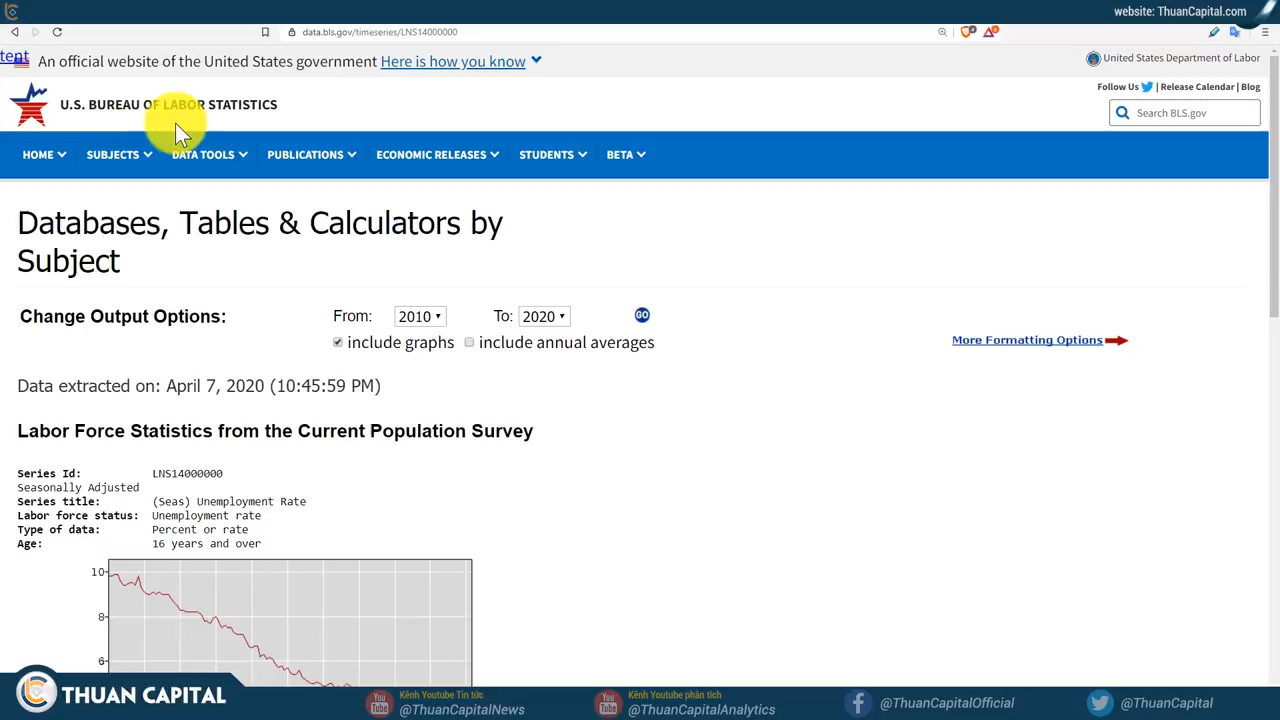 website: ThuanCapital.com
data.bls.gov/timeseries/LNS14000000
tent
An official website of the United States government Here is how you know
United States Department of Labor
Follow Us | Release Calendar | Blog
U.S. BUREAU OF LABOR STATISTICS
Search BLS.gov
HOME SUBJECTS DATA TOOLS PUBLICATIONS ECONOMIC RELEASES STUDENTS BETA
Databases, Tables & Calculators by
Subject
Change Output Options: From: 2010 To: 2020 GO
include graphs include annual averages
More Formatting Options
Data extracted on: April 7, 2020 (10:45:59 PM)
Labor Force Statistics from the Current Population Survey
Series Id: LNS14000000
Seasonally Adjusted
Series title: (Seas) Unemployment Rate
Labor force status: Unemployment rate
Type of data: Percent or rate
Age: 16 years and over
10
8
6
THUAN CAPITAL
You Tube
Kênh Youtube Tin tức
@ThuanCapitalNews
You Tube
Kênh Youtube phân tích
@ThuanCapitalAnalytics
@ThuanCapitalOfficial
@ThuanCapital